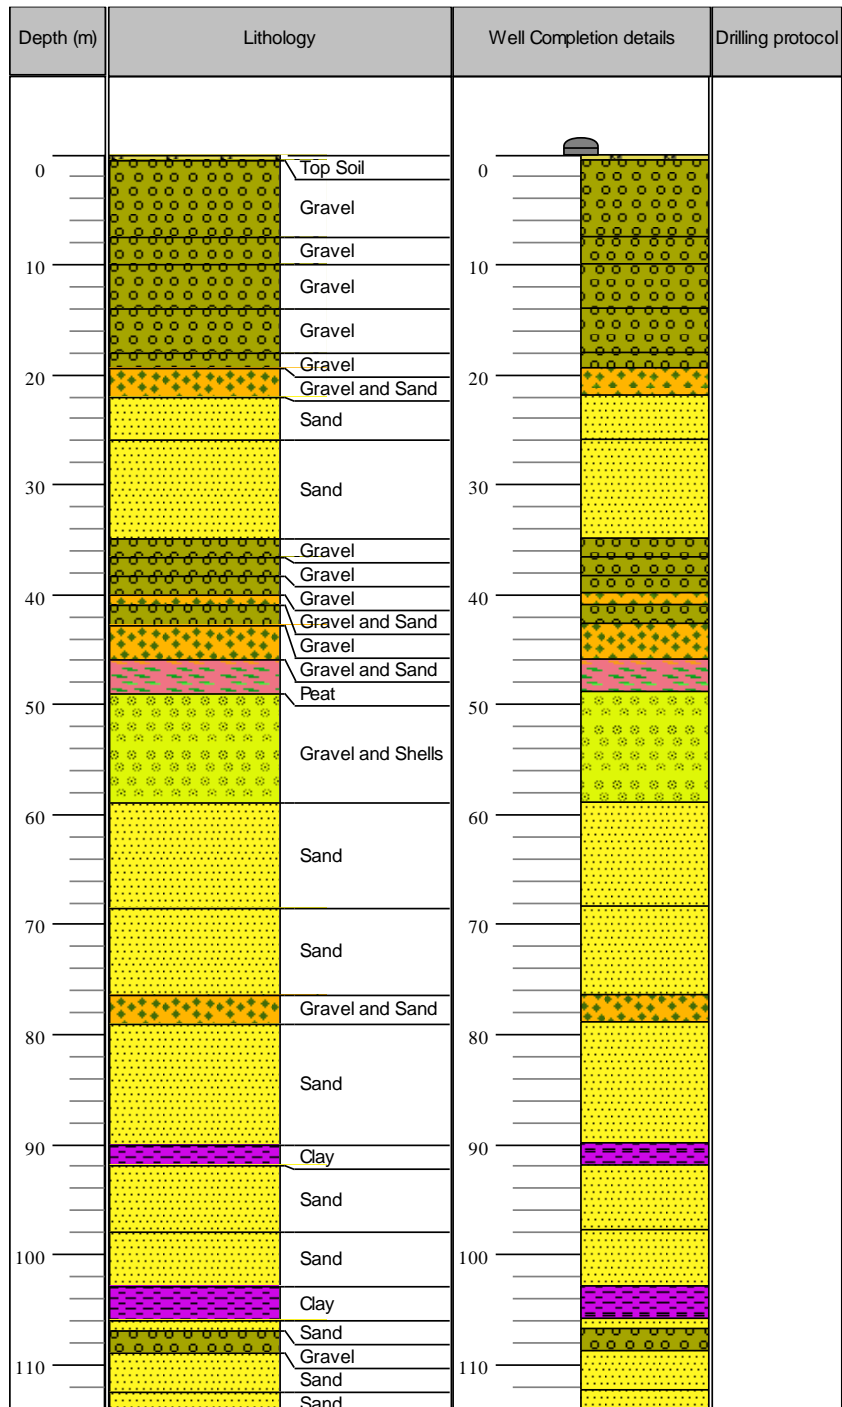 Depth (m) Lithology Well Completion details Drilling protocol
0 Top Soil 0
Gravel
Gravel
10 10
Gravel
Gravel
Gravel
20 Gravel and Sand 20
Sand
30 Sand 30
Gravel
Gravel
40 Gravel 40
Gravel and Sand
Gravel
Gravel and Sand
Peat
50 50
Gravel and Shells
60 60
Sand
70 70
Sand
Gravel and Sand
80 80
Sand
90 Clay 90
Sand
100 Sand 100
Clay
Sand
Gravel
110 110
Sand
Sand